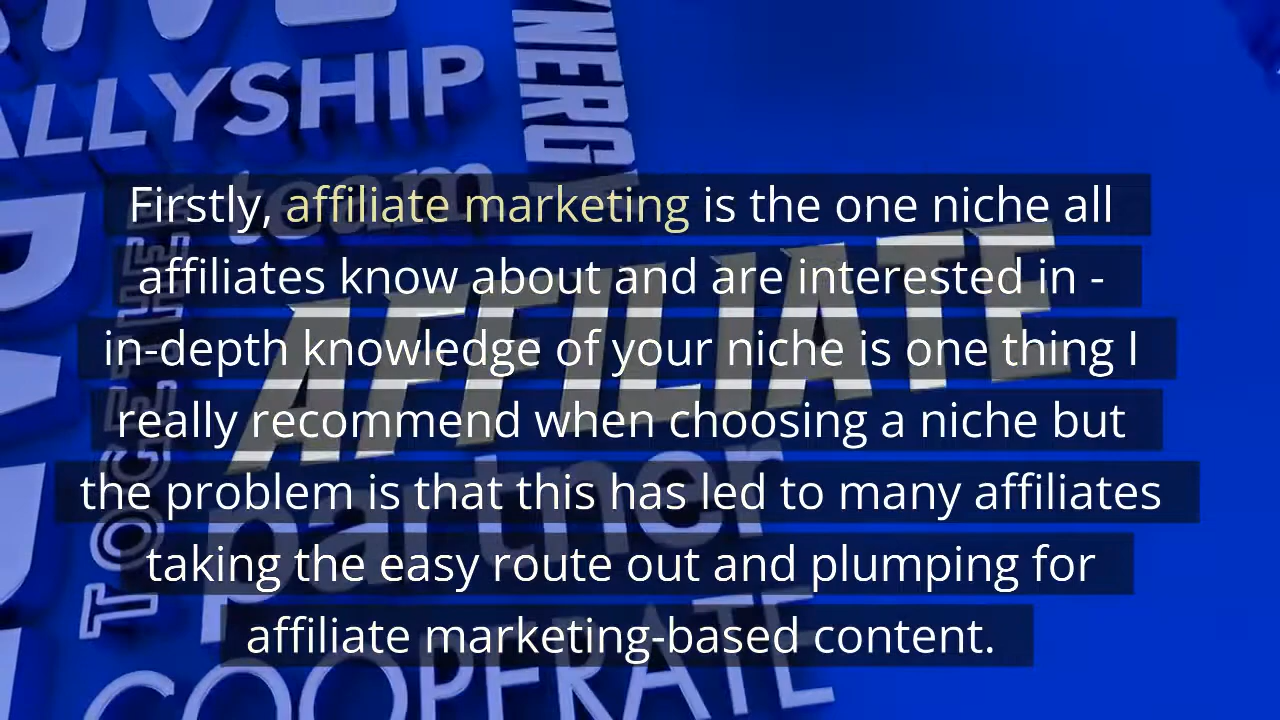 ALLYSHIP
team
TOGETHER
AFFILIATE
partner
COOPERATE
Firstly, affiliate marketing is the one niche all
affiliates know about and are interested in -
in-depth knowledge of your niche is one thing I
really recommend when choosing a niche but
the problem is that this has led to many affiliates
taking the easy route out and plumping for
affiliate marketing-based content.